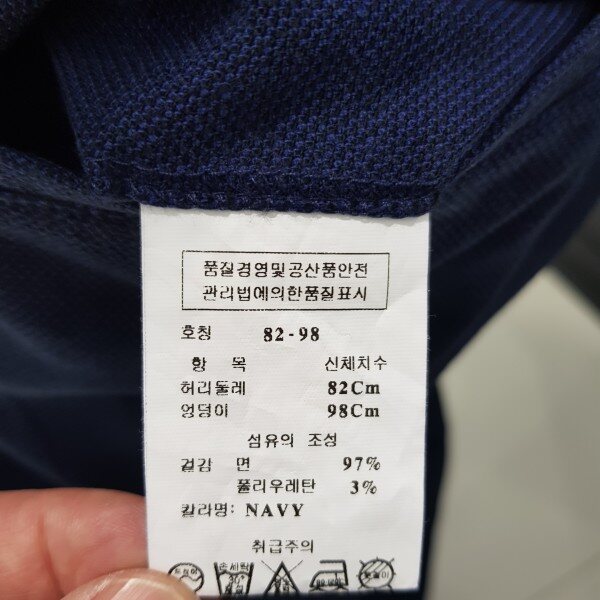 품질경영및공산품안전
관리법에의한품질표시
호칭 82-98
항 목 신체치수
허리둘레 82Cm
엉덩이 98Cm
섬유의 조성
겉감 면 97%
폴리우레탄 3%
칼라명: NAVY
취급주의
손세탁